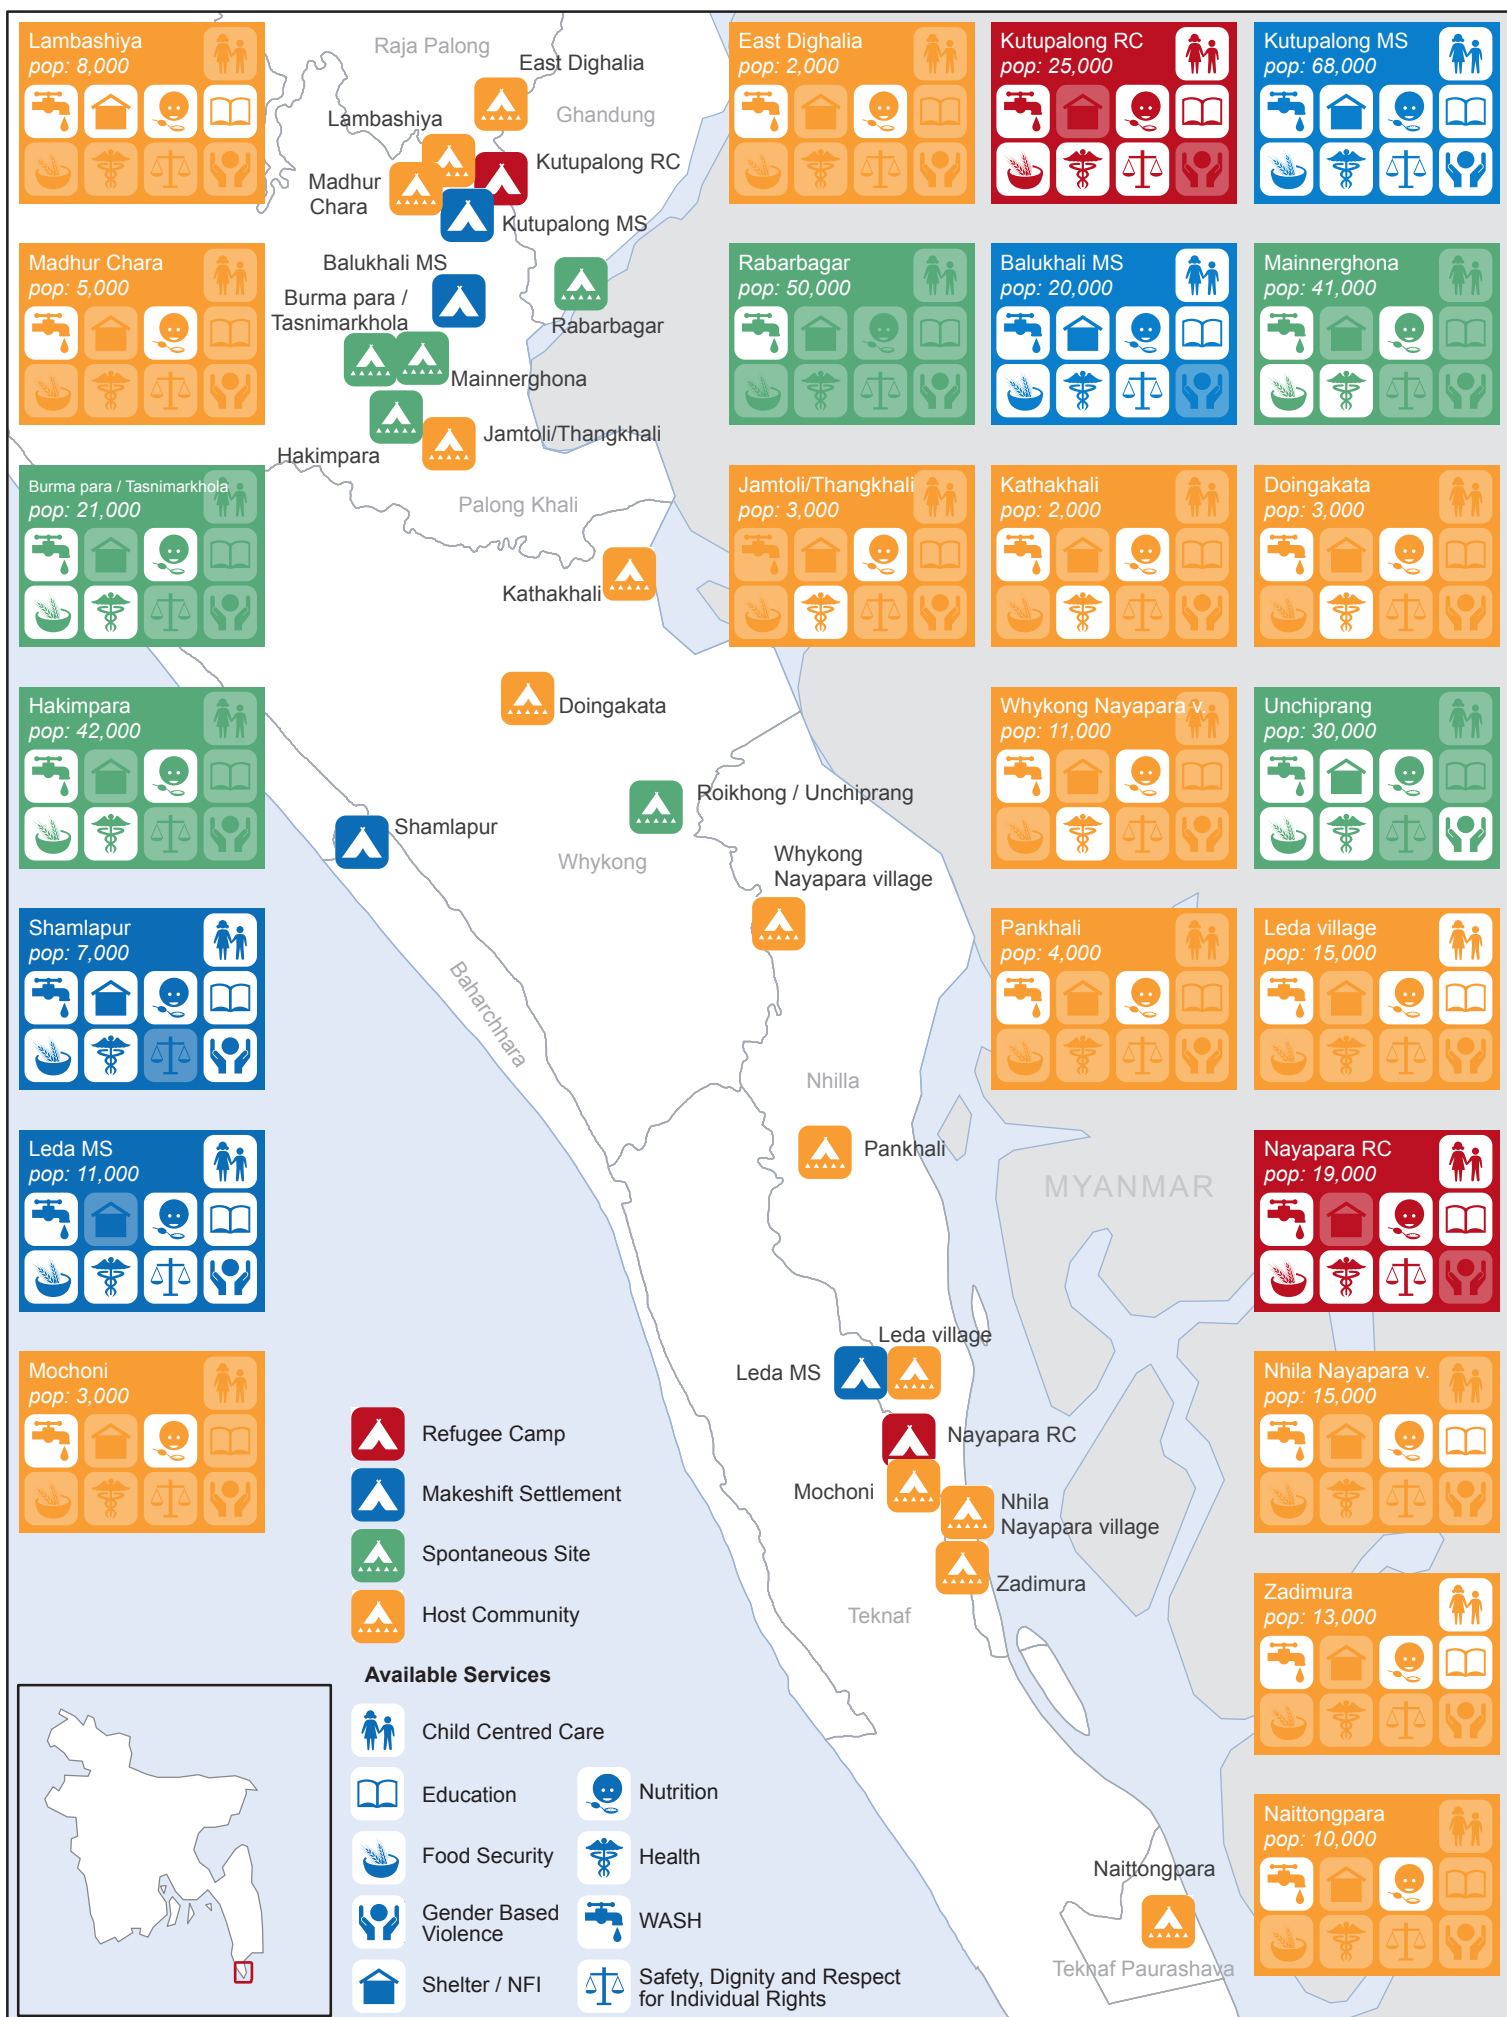 Lambashiya
pop: 8,000
Madhur Chara
pop: 5,000
Burma para / Tasnimarkhola
pop: 21,000
Hakimpara
pop: 42,000
Shamlapur
pop: 7,000
Leda MS
pop: 11,000
Mochoni
pop: 3,000
East Dighalia
pop: 2,000
Kutupalong RC
pop: 25,000
Kutupalong MS
pop: 68,000
Rabarbagar
pop: 50,000
Balukhali MS
pop: 20,000
Mainnerghona
pop: 41,000
Jamtoli/Thangkhali
pop: 3,000
Kathakhali
pop: 2,000
Doingakata
pop: 3,000
Whykong Nayapara v.
pop: 11,000
Unchiprang
pop: 30,000
Pankhali
pop: 4,000
Leda village
pop: 15,000
Nayapara RC
pop: 19,000
Nhila Nayapara v.
pop: 15,000
Zadimura
pop: 13,000
Naittongpara
pop: 10,000
Raja Palong
East Dighalia
Ghandung
Lambashiya
Kutupalong RC
Madhur
Chara
Kutupalong MS
Balukhali MS
Burma para /
Tasnimarkhola
Rabarbagar
Mainnerghona
Jamtoli/Thangkhali
Hakimpara
Palong Khali
Kathakhali
Doingakata
Roikhong / Unchiprang
Shamlapur
Whykong
Whykong
Nayapara village
Baharchhara
Nhilla
Pankhali
MYANMAR
Leda village
Leda MS
Nayapara RC
Mochoni
Nhila
Nayapara village
Zadimura
Teknaf
Naittongpara
Teknaf Paurashava
Refugee Camp
Makeshift Settlement
Spontaneous Site
Host Community
Available Services
Child Centred Care
Education
Nutrition
Food Security
Health
Gender Based
Violence
WASH
Shelter / NFI
Safety, Dignity and Respect
for Individual Rights